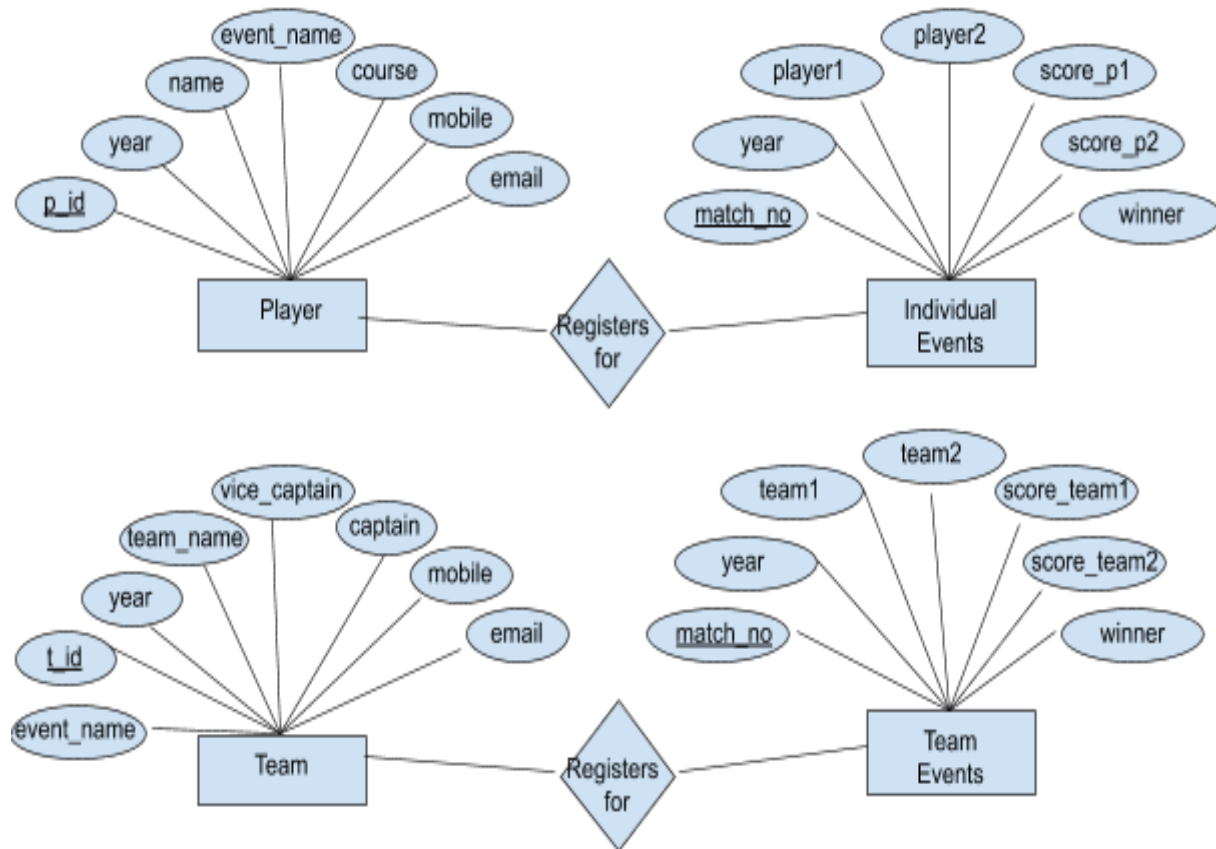 event_name
name
course
year
mobile
p_id
email
Player
player2
player1
score_p1
year
score_p2
match_no
winner
Registers
for
Individual
Events
vice_captain
team_name
captain
year
mobile
t_id
email
event_name
Team
team2
team1
score_team1
year
score_team2
match_no
winner
Registers
for
Team
Events